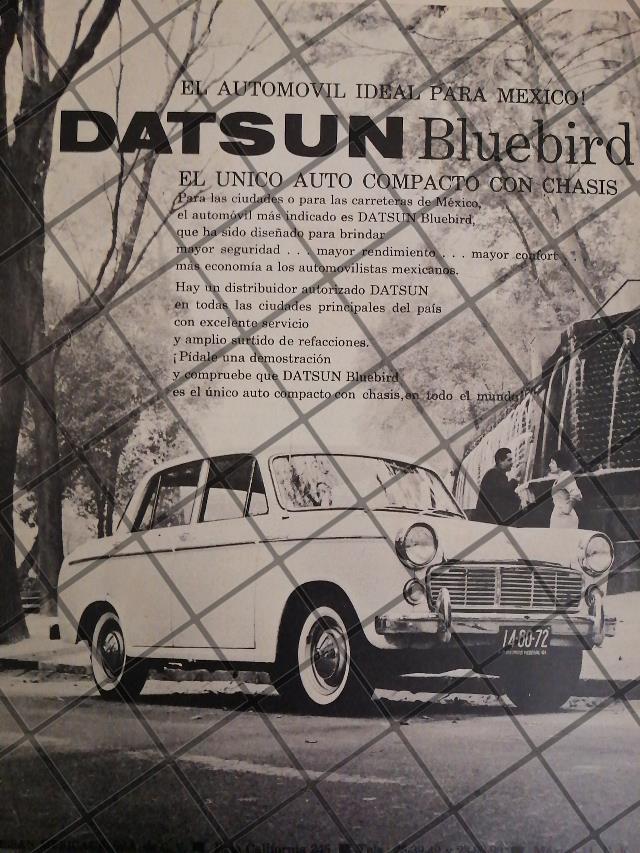 EL AUTOMOVIL IDEAL PARA MEXICO!
DATSUN Bluebird
EL UNICO AUTO COMPACTO CON CHASIS
Para las ciudades o para las carreteras de México,
el automóvil más indicado es DATSUN Bluebird,
que ha sido diseñado para brindar
mayor seguridad . . . mayor rendimiento . . . mayor confort . . .
más economía a los automovilistas mexicanos.
Hay un distribuidor autorizado DATSUN
en todas las ciudades principales del país
con excelente servicio
y amplio surtido de refacciones.
¡Pídale una demostración
y compruebe que DATSUN Bluebird
es el único auto compacto con chasis, en todo el mundo!
14-80-72
California